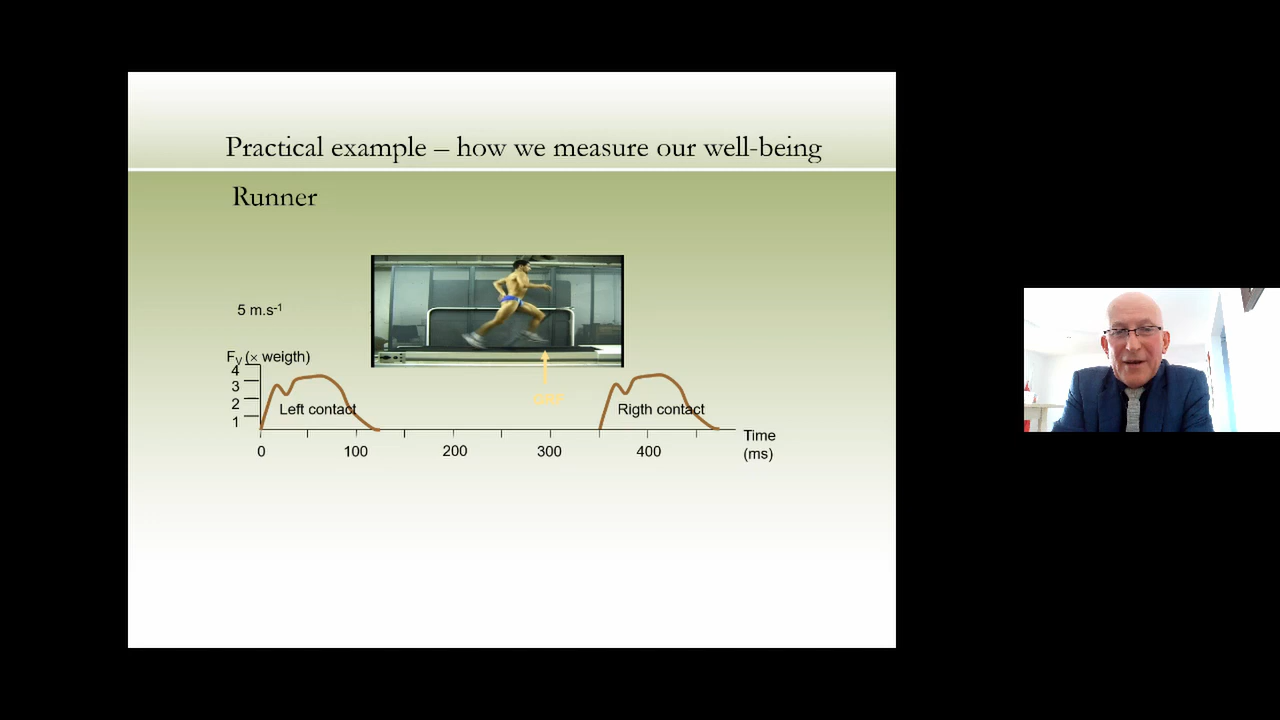 Practical example – how we measure our well-being
Runner
5 m.s-1
FV (× weigth)
4
3
2
1
Left contact
Rigth contact
0 100 200 300 400
Time
(ms)